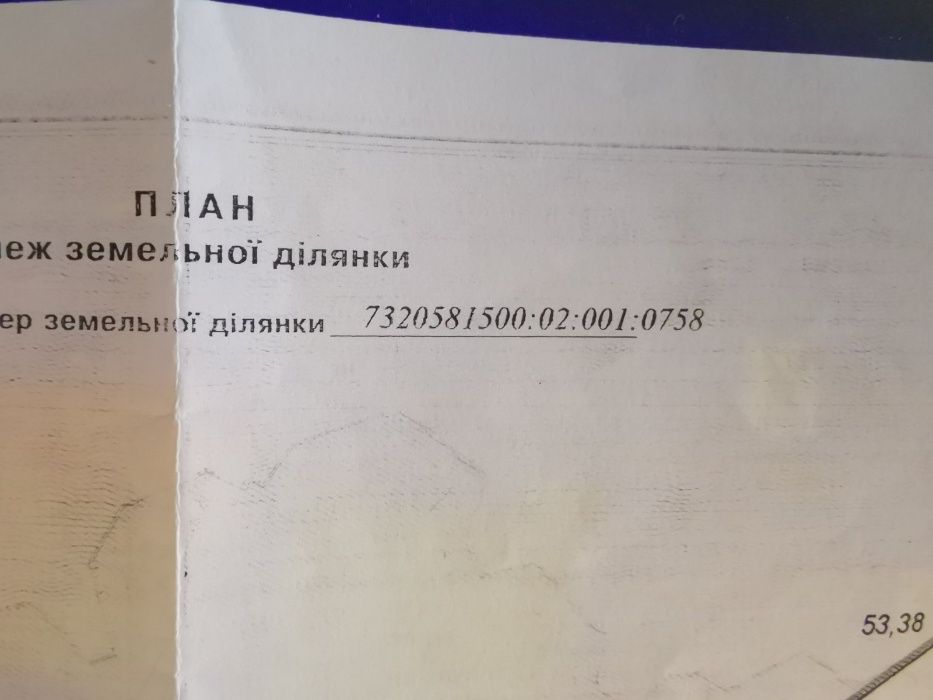 ПЛАН
меж земельної ділянки
ер земельної ділянки 7320581500:02:001:0758
53,38